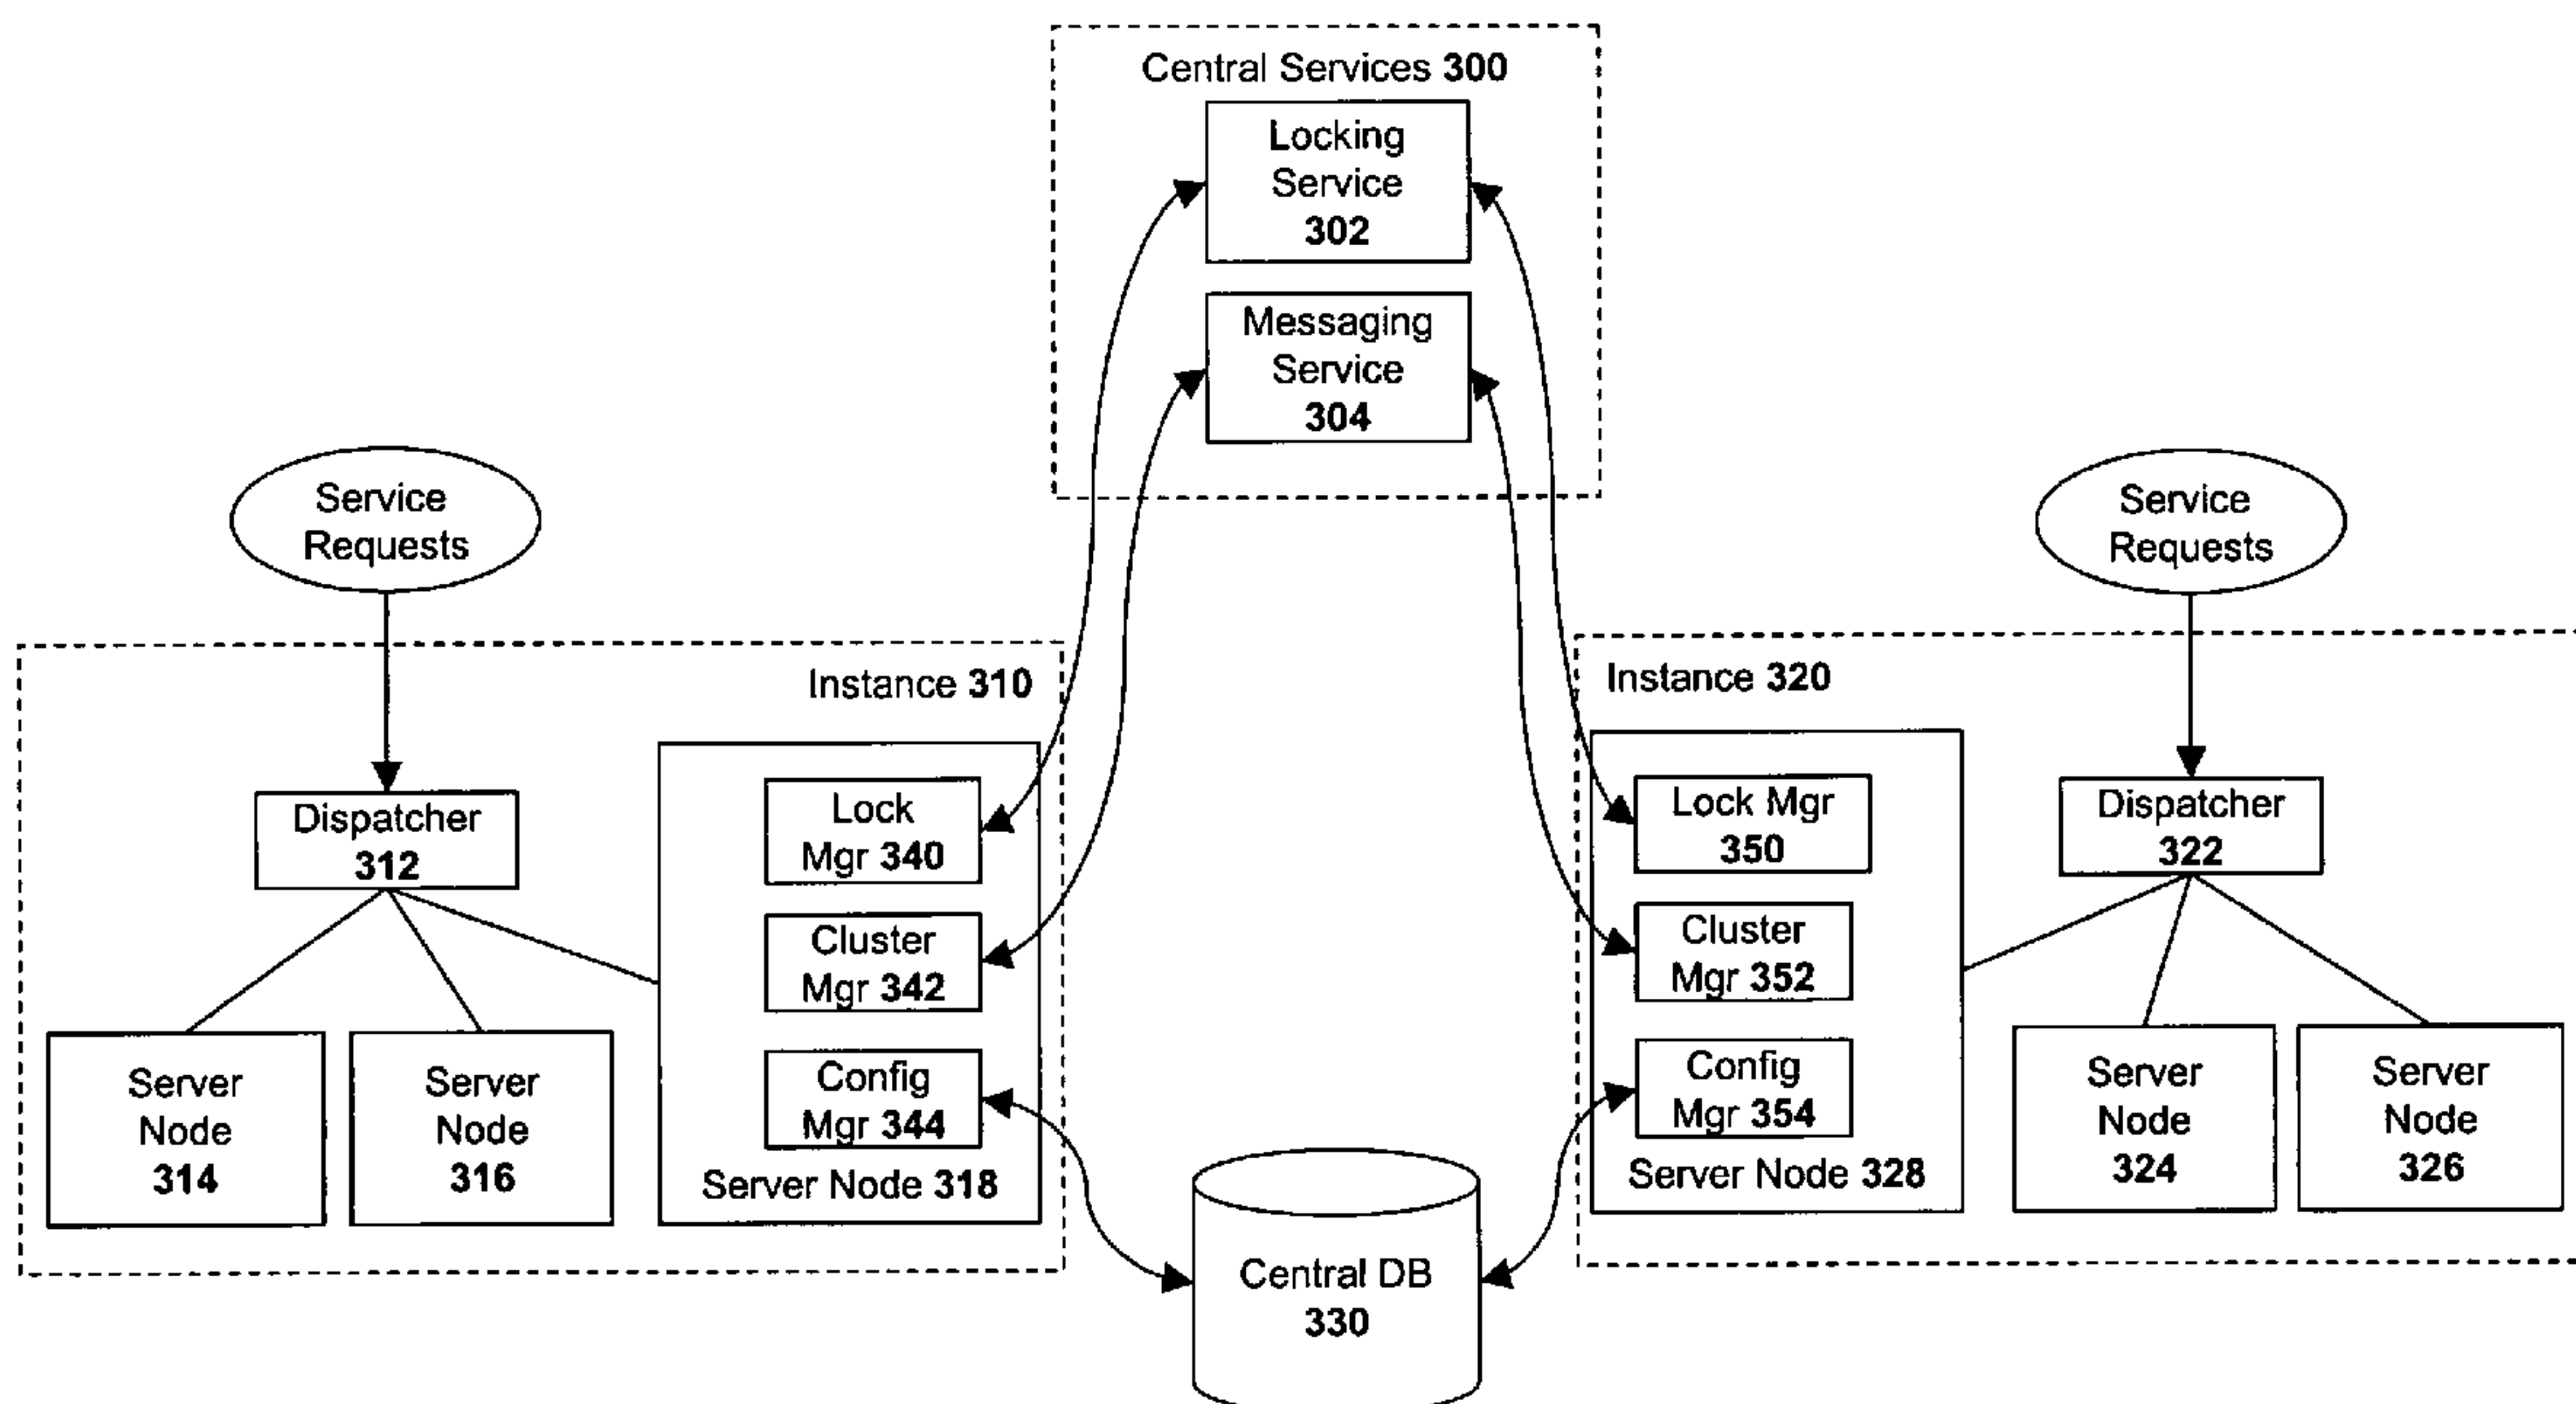 Central Services 300
Locking
Service
302
Messaging
Service
304
Service
Requests
Service
Requests
Instance 310
Dispatcher
312
Lock
Mgr 340
Cluster
Mgr 342
Config
Mgr 344
Server Node 318
Server
Node
314
Server
Node
316
Instance 320
Lock Mgr
350
Cluster
Mgr 352
Config
Mgr 354
Server Node 328
Dispatcher
322
Server
Node
324
Server
Node
326
Central DB
330